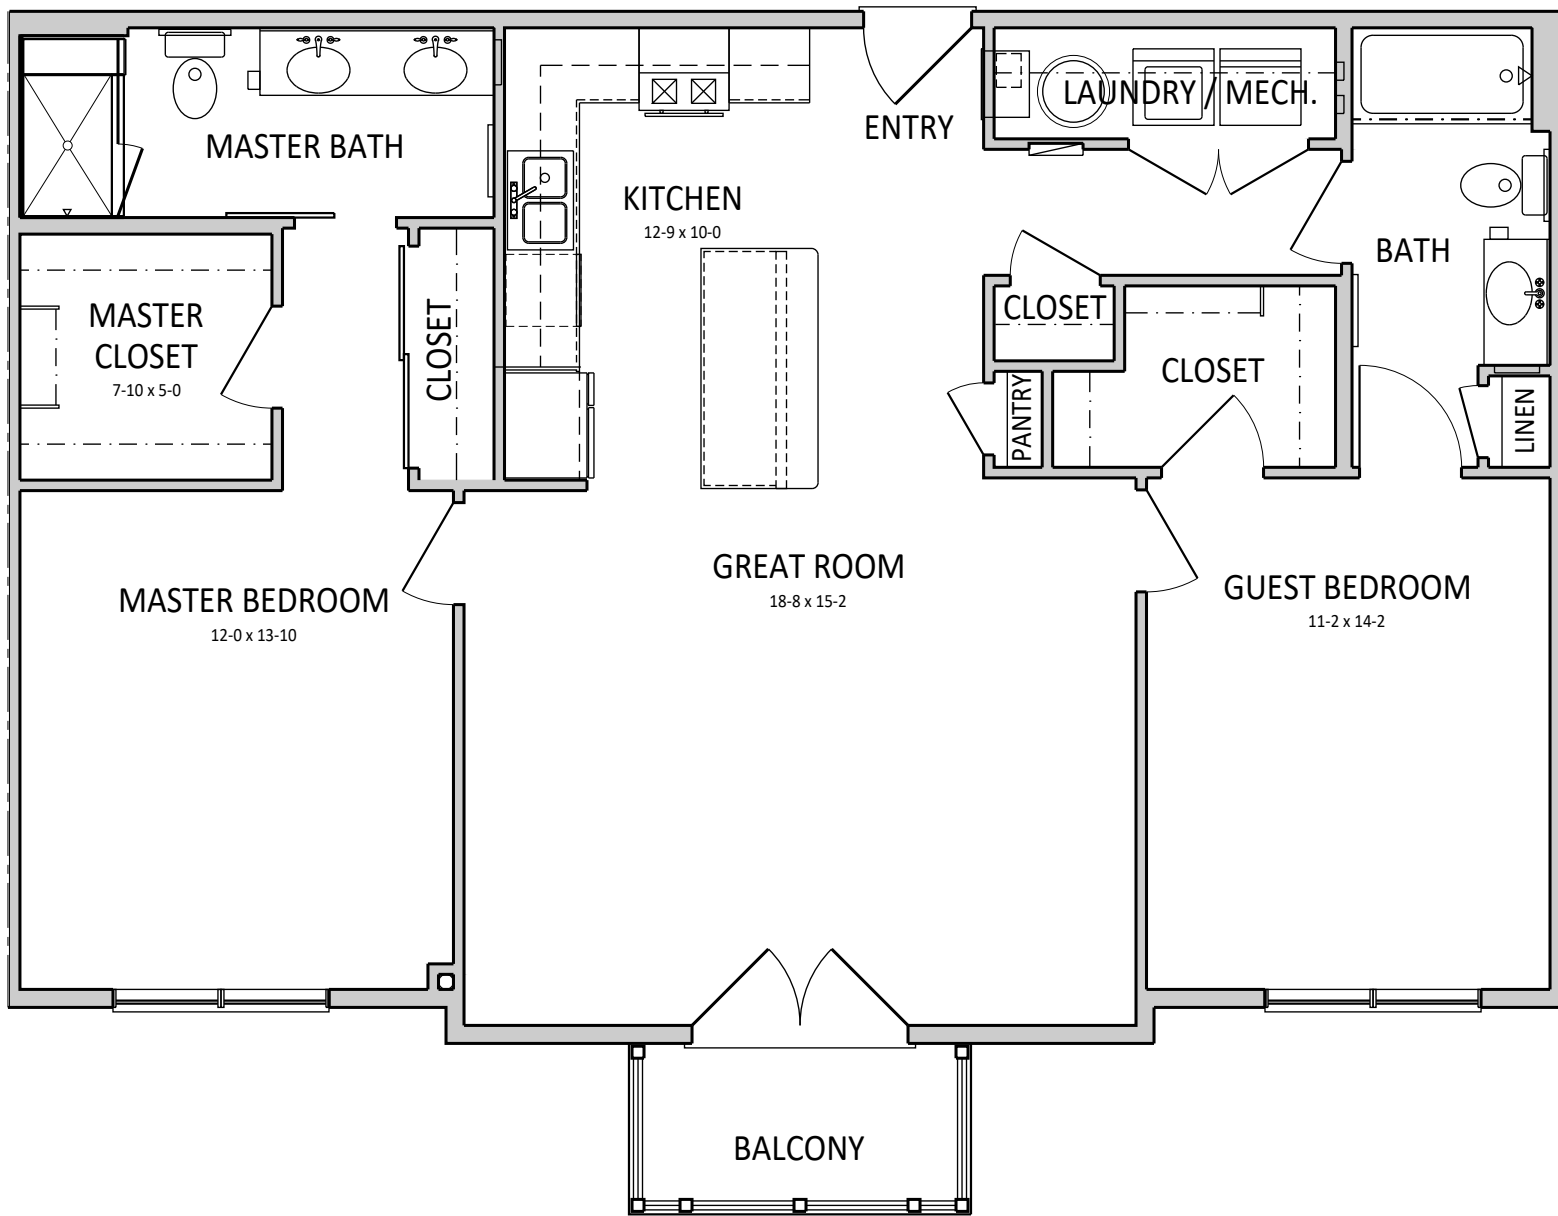 MASTER BATH
ENTRY
LAUNDRY / MECH.
KITCHEN
12-9 x 10-0
BATH
MASTER
CLOSET
7-10 x 5-0
CLOSET
CLOSET
CLOSET
PANTRY
LINEN
MASTER BEDROOM
12-0 x 13-10
GREAT ROOM
18-8 x 15-2
GUEST BEDROOM
11-2 x 14-2
BALCONY